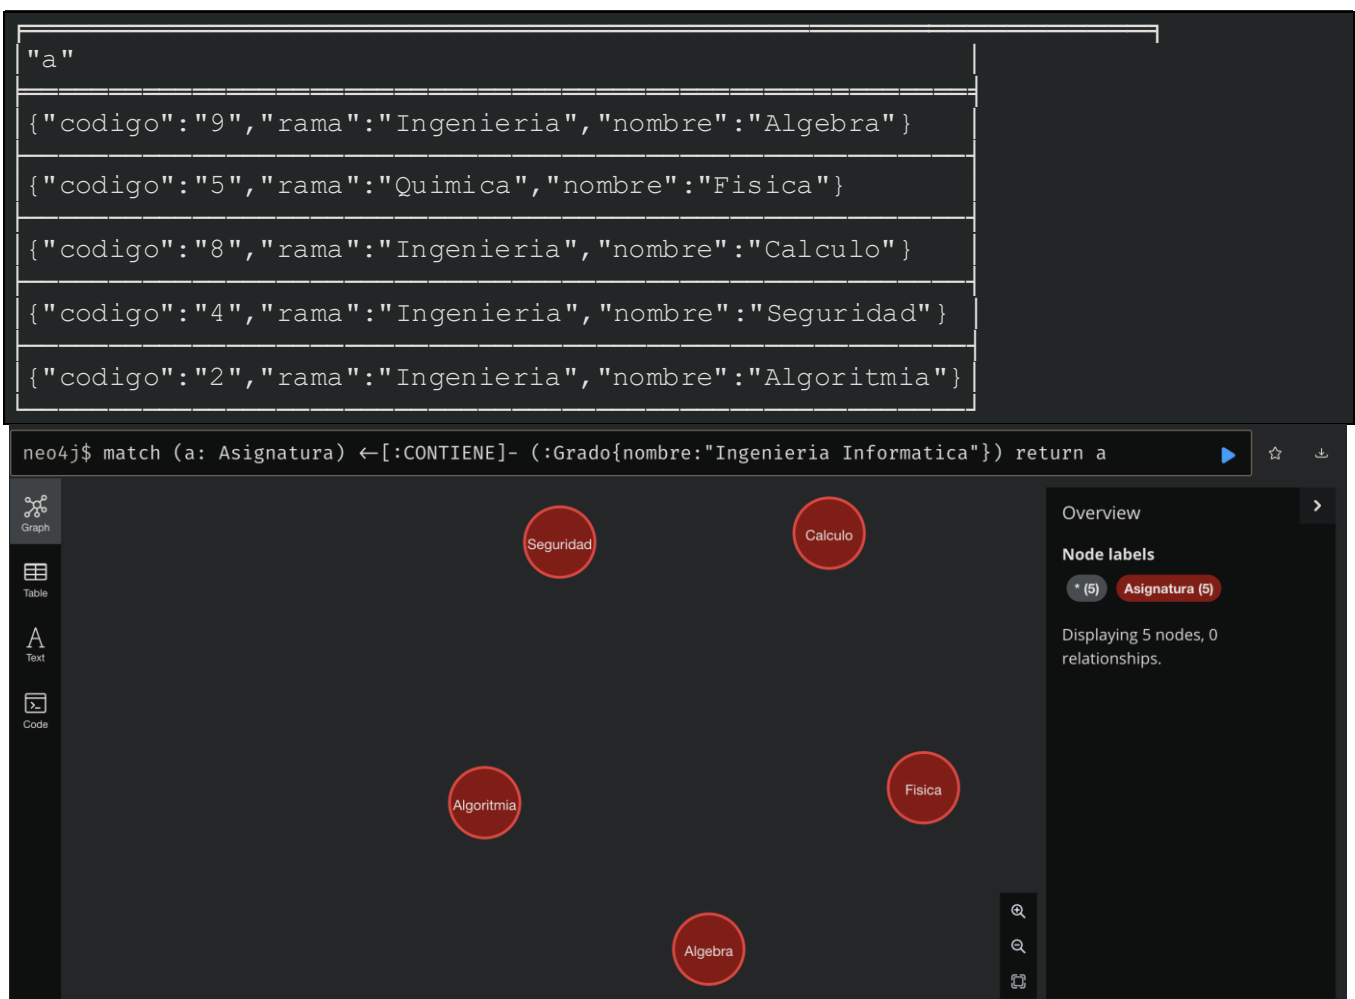 "a"
{"codigo":"9","rama":"Ingenieria","nombre":"Algebra"}
{"codigo":"5","rama":"Quimica","nombre":"Fisica"}
{"codigo":"8","rama":"Ingenieria","nombre":"Calculo"}
{"codigo":"4","rama":"Ingenieria","nombre":"Seguridad"}
{"codigo":"2","rama":"Ingenieria","nombre":"Algoritmia"}
neo4j$ match (a: Asignatura) ←[:CONTIENE]- (:Grado{nombre:"Ingenieria Informatica"}) return a
Graph
Table
A
Text
Code
Seguridad
Calculo
Algoritmia
Fisica
Algebra
Overview
Node labels
* (5) Asignatura (5)
Displaying 5 nodes, 0
relationships.